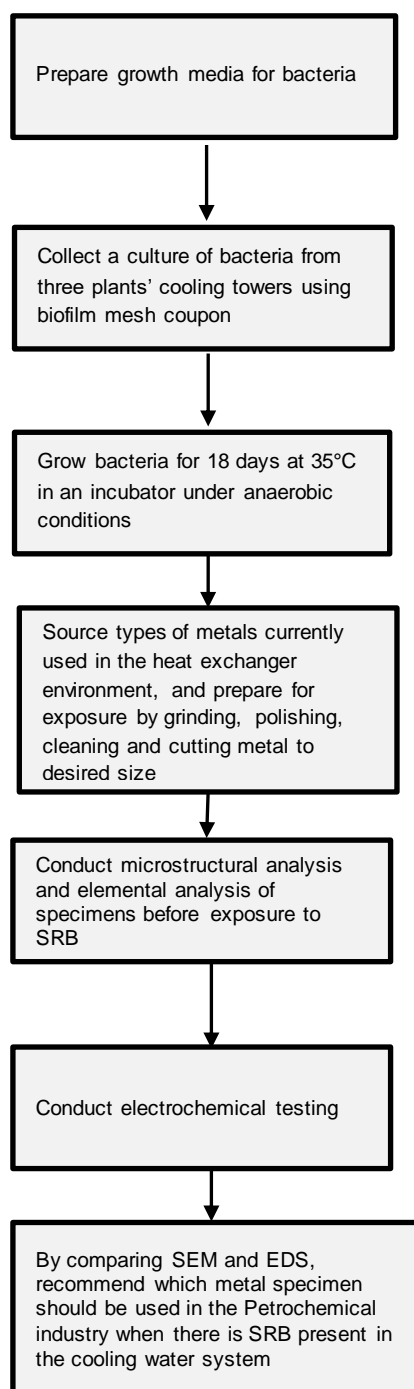 Prepare growth media for bacteria
Collect a culture of bacteria from
three plants’ cooling towers using
biofilm mesh coupon
Grow bacteria for 18 days at 35°C
in an incubator under anaerobic
conditions
Source types of metals currently
used in the heat exchanger
environment, and prepare for
exposure by grinding, polishing,
cleaning and cutting metal to
desired size
Conduct microstructural analysis
and elemental analysis of
specimens before exposure to
SRB
Conduct electrochemical testing
By comparing SEM and EDS,
recommend which metal specimen
should be used in the Petrochemical
industry when there is SRB present in
the cooling water system